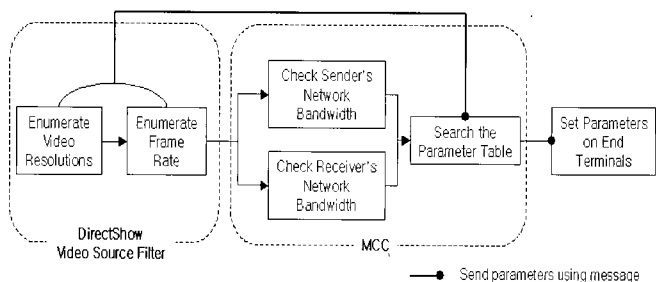 Enumerate
Video
Resolutions
Enumerate
Frame
Rate
Check Sender's
Network
Bandwidth
Check Receiver's
Network
Bandwidth
Search the
Parameter Table
Set Parameters
on End
Terminals
DirectShow
Video Source Filter
MCC
Send parameters using message